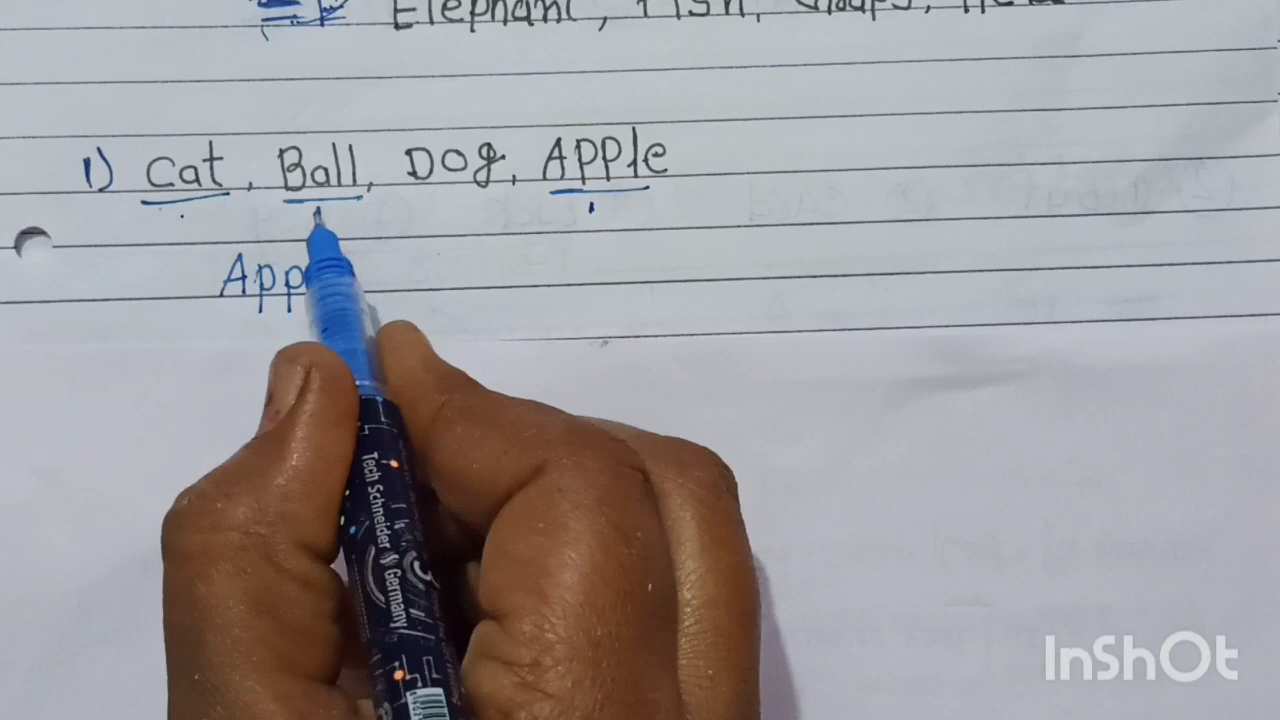 Elephant, Fish,
1) Cat, Ball, DOg, APPle
App
Tech Schneider Germany
InShOt